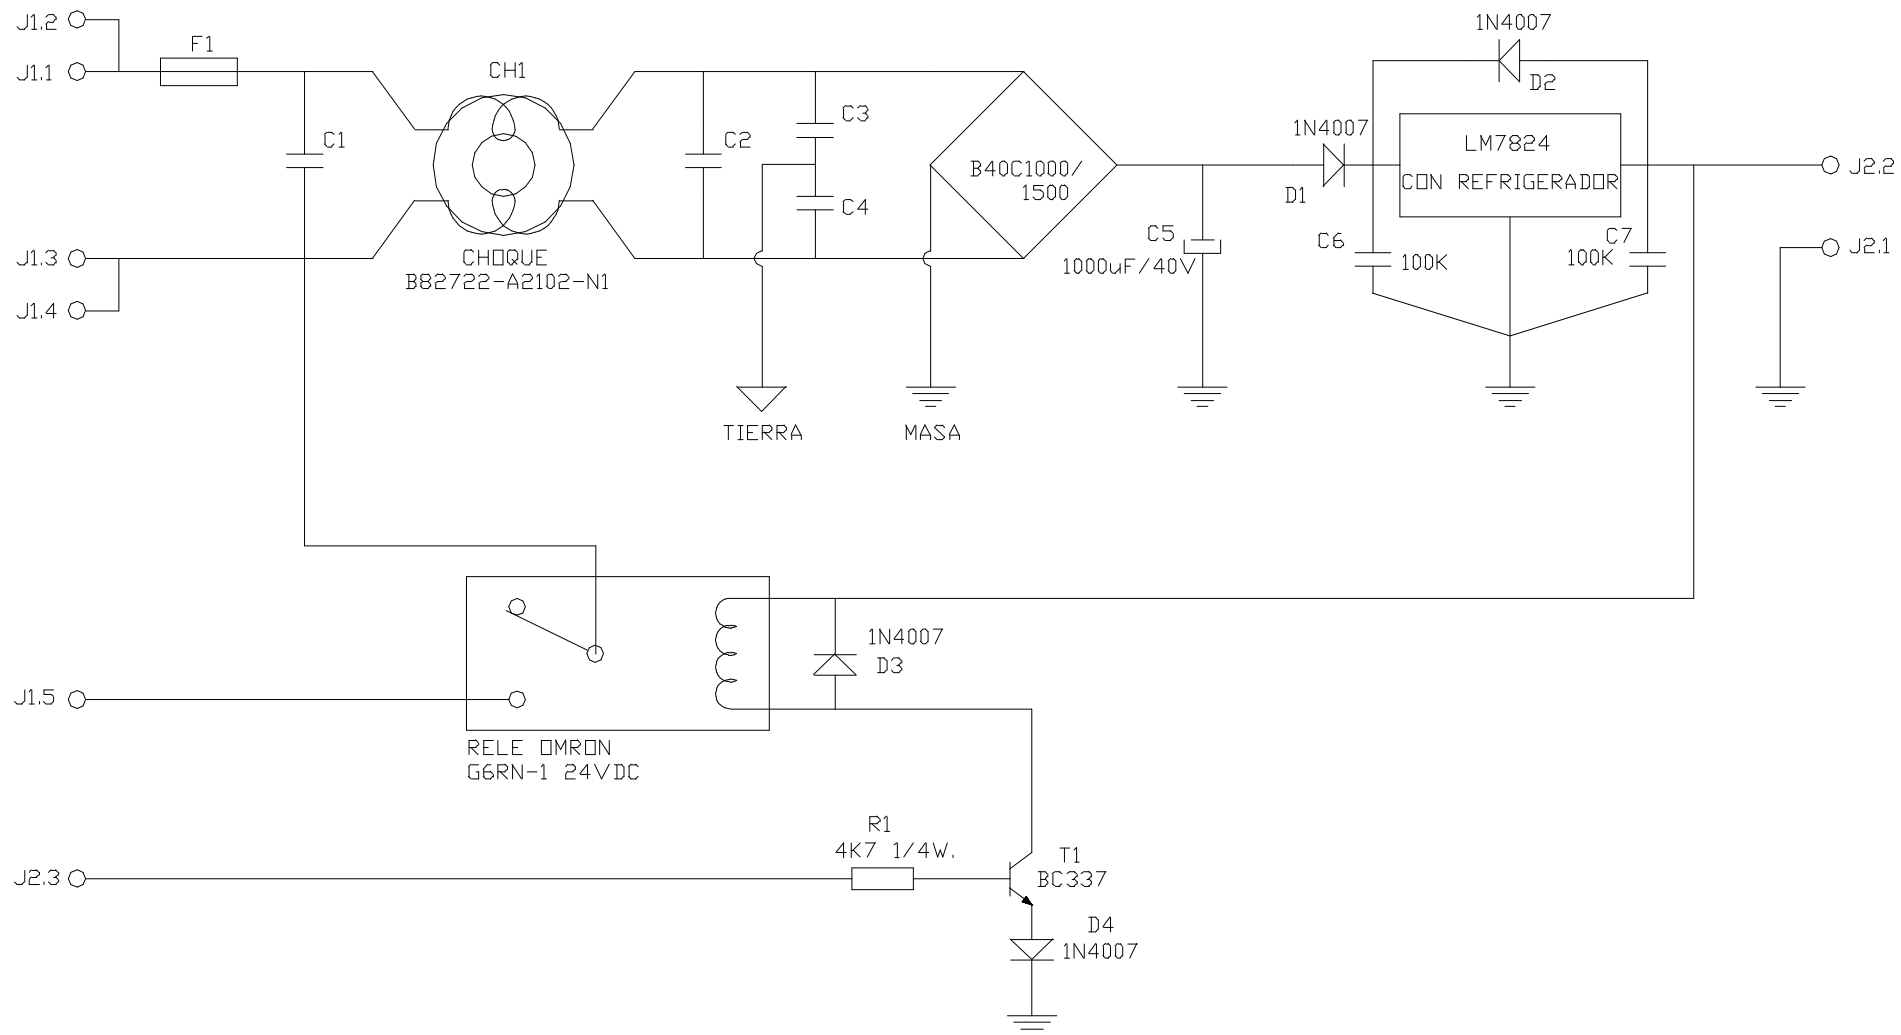 J1.2
F1
J1.1
CH1
C1
C2
C3
C4
J1.3
CHOQUE
B82722-A2102-N1
J1.4
TIERRA
B40C1000/
1500
MASA
C5
1000uF/40V
1N4007
D1
1N4007
D2
LM7824
CON REFRIGERADOR
C6
100K
C7
100K
J2.2
J2.1
1N4007
D3
J1.5
RELE OMRON
G6RN-1 24VDC
R1
4K7 1/4W.
J2.3
T1
BC337
D4
1N4007